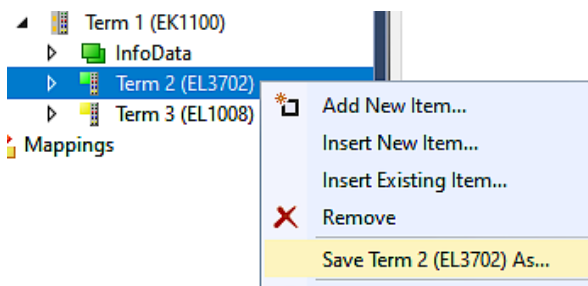 Term 1 (EK1100)
InfoData
Term 2 (EL3702)
Term 3 (EL1008)
Mappings
Add New Item...
Insert New Item...
Insert Existing Item...
Remove
Save Term 2 (EL3702) As...